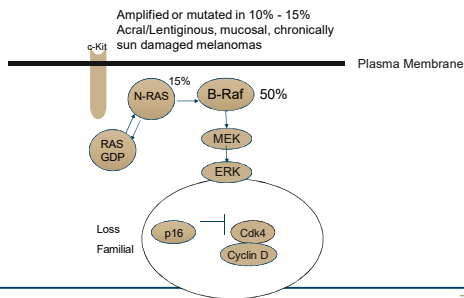 Amplified or mutated in 10% - 15%
Acral/Lentiginous, mucosal, chronically
sun damaged melanomas
c-Kit
Plasma Membrane
15%
N-RAS
B-Raf
50%
RAS
GDP
MEK
ERK
Loss
Familial
p16
Cdk4
Cyclin D